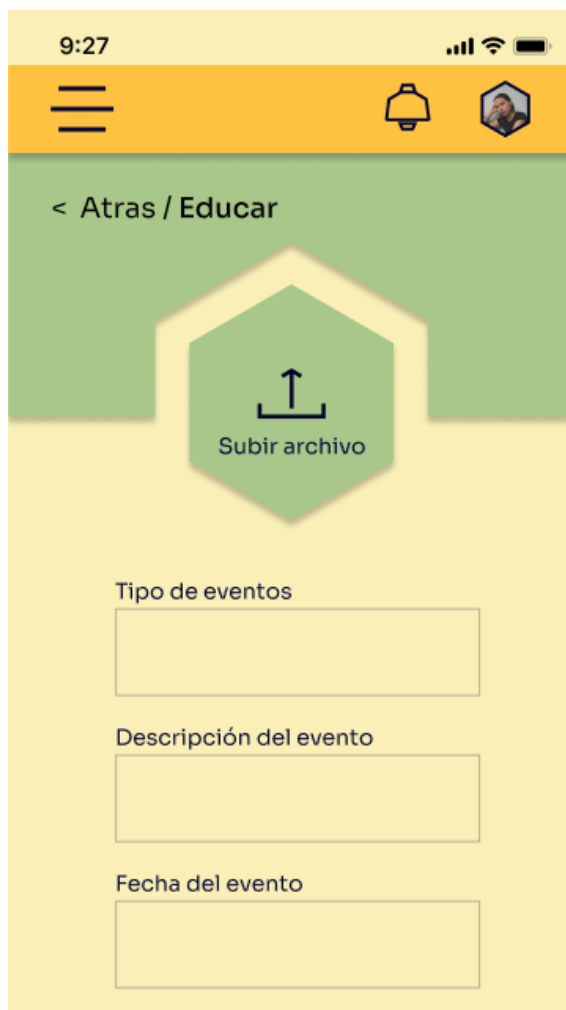 9:27
< Atras / Educar
Subir archivo
Tipo de eventos
Descripción del evento
Fecha del evento